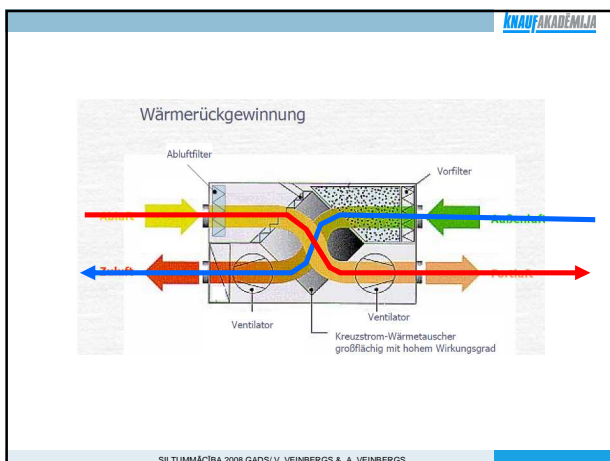 KNAUFAKADĒMIJA
Wärmerückgewinnung
Abluftfilter
Vorfilter
Abluft
Außenluft
Zuluft
Fortluft
Ventilator
Ventilator
Kreuzstrom-Wärmetauscher
großflächig mit hohem Wirkungsgrad
SILTUMMĀCĪBA 2008.GADS/ V. VEINBERGS & A. VEINBERGS